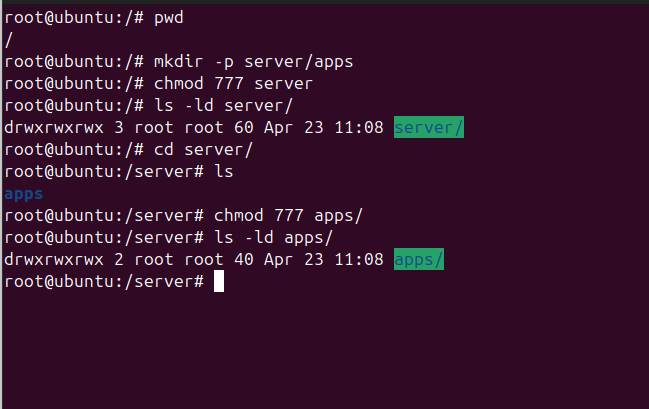 root@ubuntu:/# pwd
/
root@ubuntu:/# mkdir -p server/apps
root@ubuntu:/# chmod 777 server
root@ubuntu:/# ls -ld server/
drwxrwxrwx 3 root root 60 Apr 23 11:08 server/
root@ubuntu:/# cd server/
root@ubuntu:/server# ls
apps
root@ubuntu:/server# chmod 777 apps/
root@ubuntu:/server# ls -ld apps/
drwxrwxrwx 2 root root 40 Apr 23 11:08 apps/
root@ubuntu:/server#